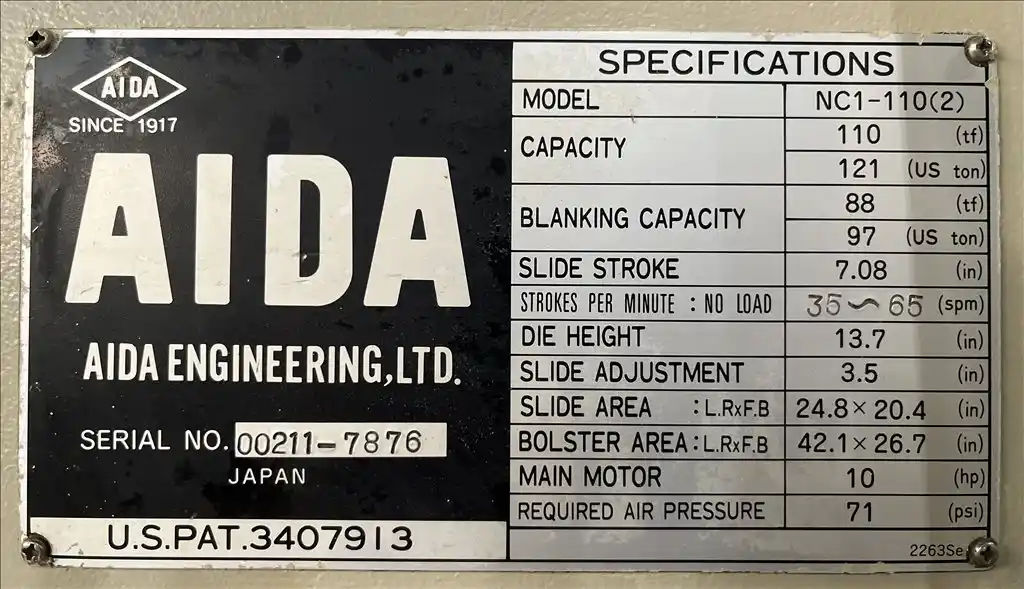 AIDA
SINCE 1917
AIDA
AIDA ENGINEERING,LTD.
SERIAL NO. 00211-7876
JAPAN
U.S.PAT.3407913
SPECIFICATIONS
MODEL NC1-110(2)
CAPACITY 110 (tf)
121 (US ton)
BLANKING CAPACITY 88 (tf)
97 (US ton)
SLIDE STROKE 7.08 (in)
STROKES PER MINUTE : NO LOAD 35~65 (spm)
DIE HEIGHT 13.7 (in)
SLIDE ADJUSTMENT 3.5 (in)
SLIDE AREA :L.RxF.B 24.8×20.4 (in)
BOLSTER AREA:L.RxF.B 42.1×26.7 (in)
MAIN MOTOR 10 (hp)
REQUIRED AIR PRESSURE 71 (psi)
2263Se